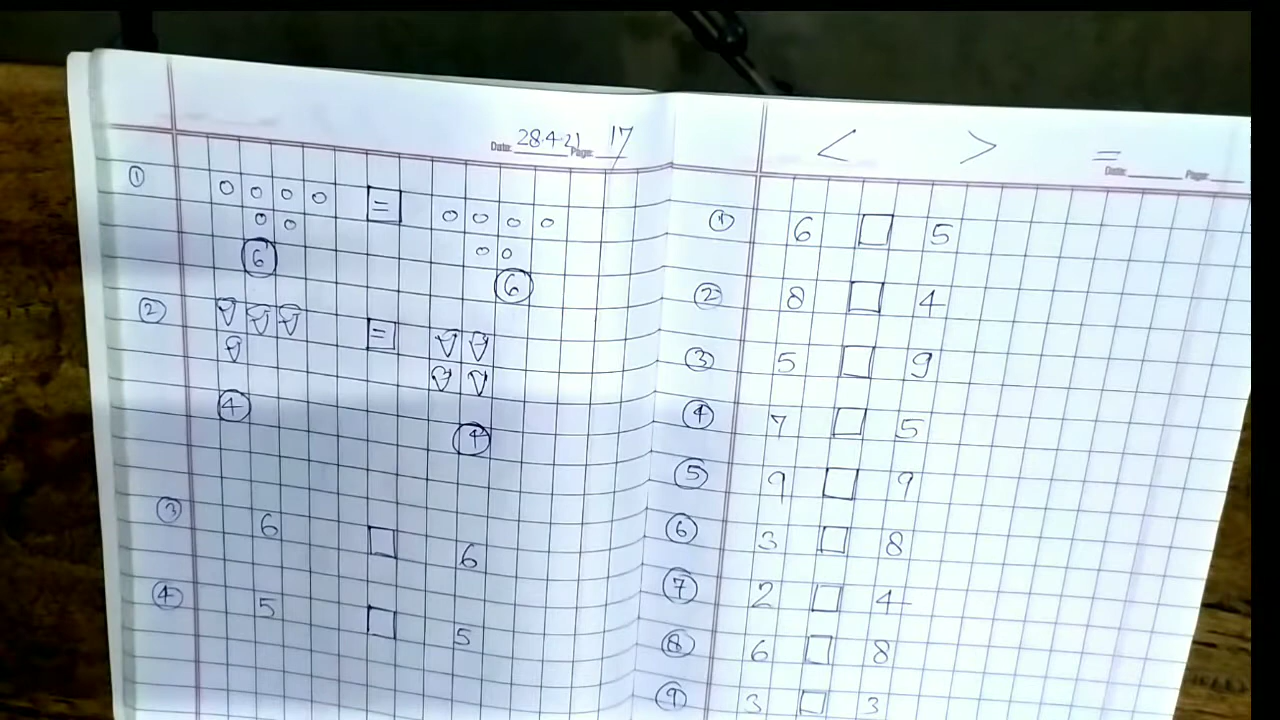 Date: 28.4.21 Page: 17
① =
6 6
② =
4 4
③ 6 □ 6
④ 5 □ 5
< > =
Date: Page:
① 6 □ 5
② 8 □ 4
③ 5 □ 9
④ 7 □ 5
⑤ 9 □ 9
⑥ 3 □ 8
⑦ 2 □ 4
⑧ 6 □ 8
⑨ 3 □ 3